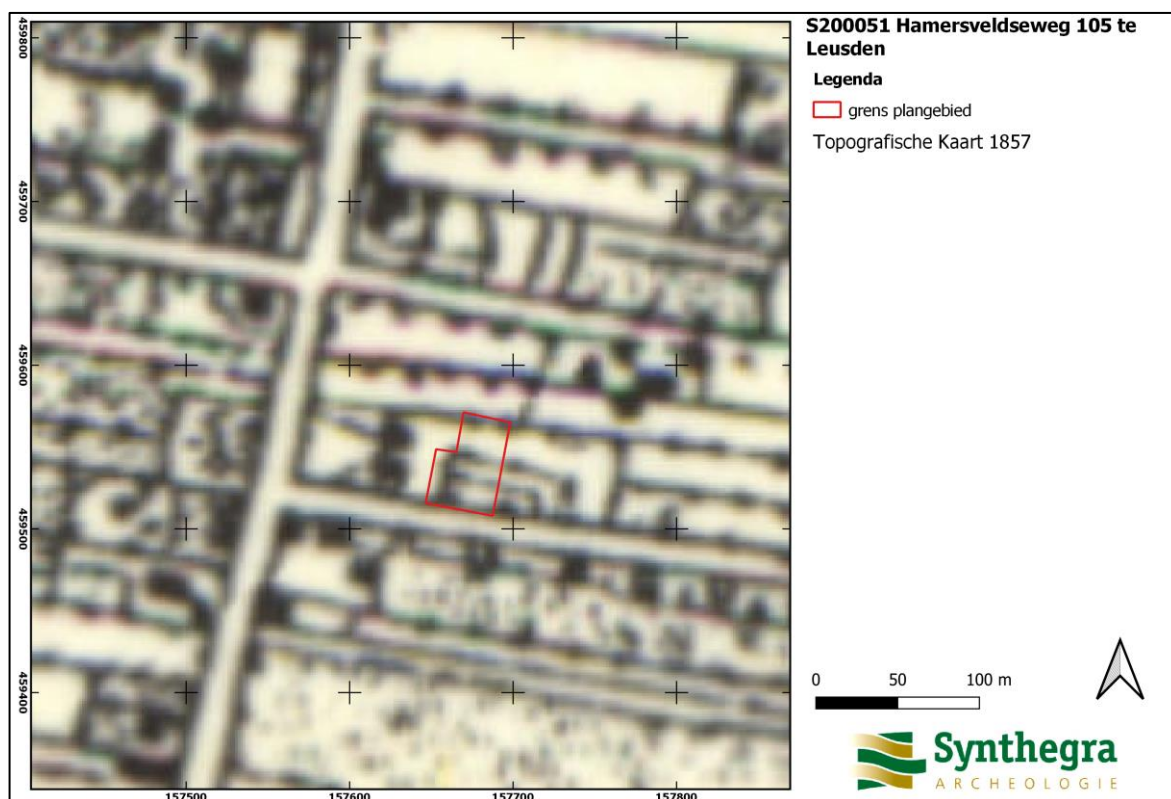 S200051 Hamersveldseweg 105 te
Leusden
Legenda
grens plangebied
Topografische Kaart 1857
459800
459700
459600
459500
459400
157500
157600
157700
157800
0 50 100 m
Synthegra
ARCHEOLOGIE